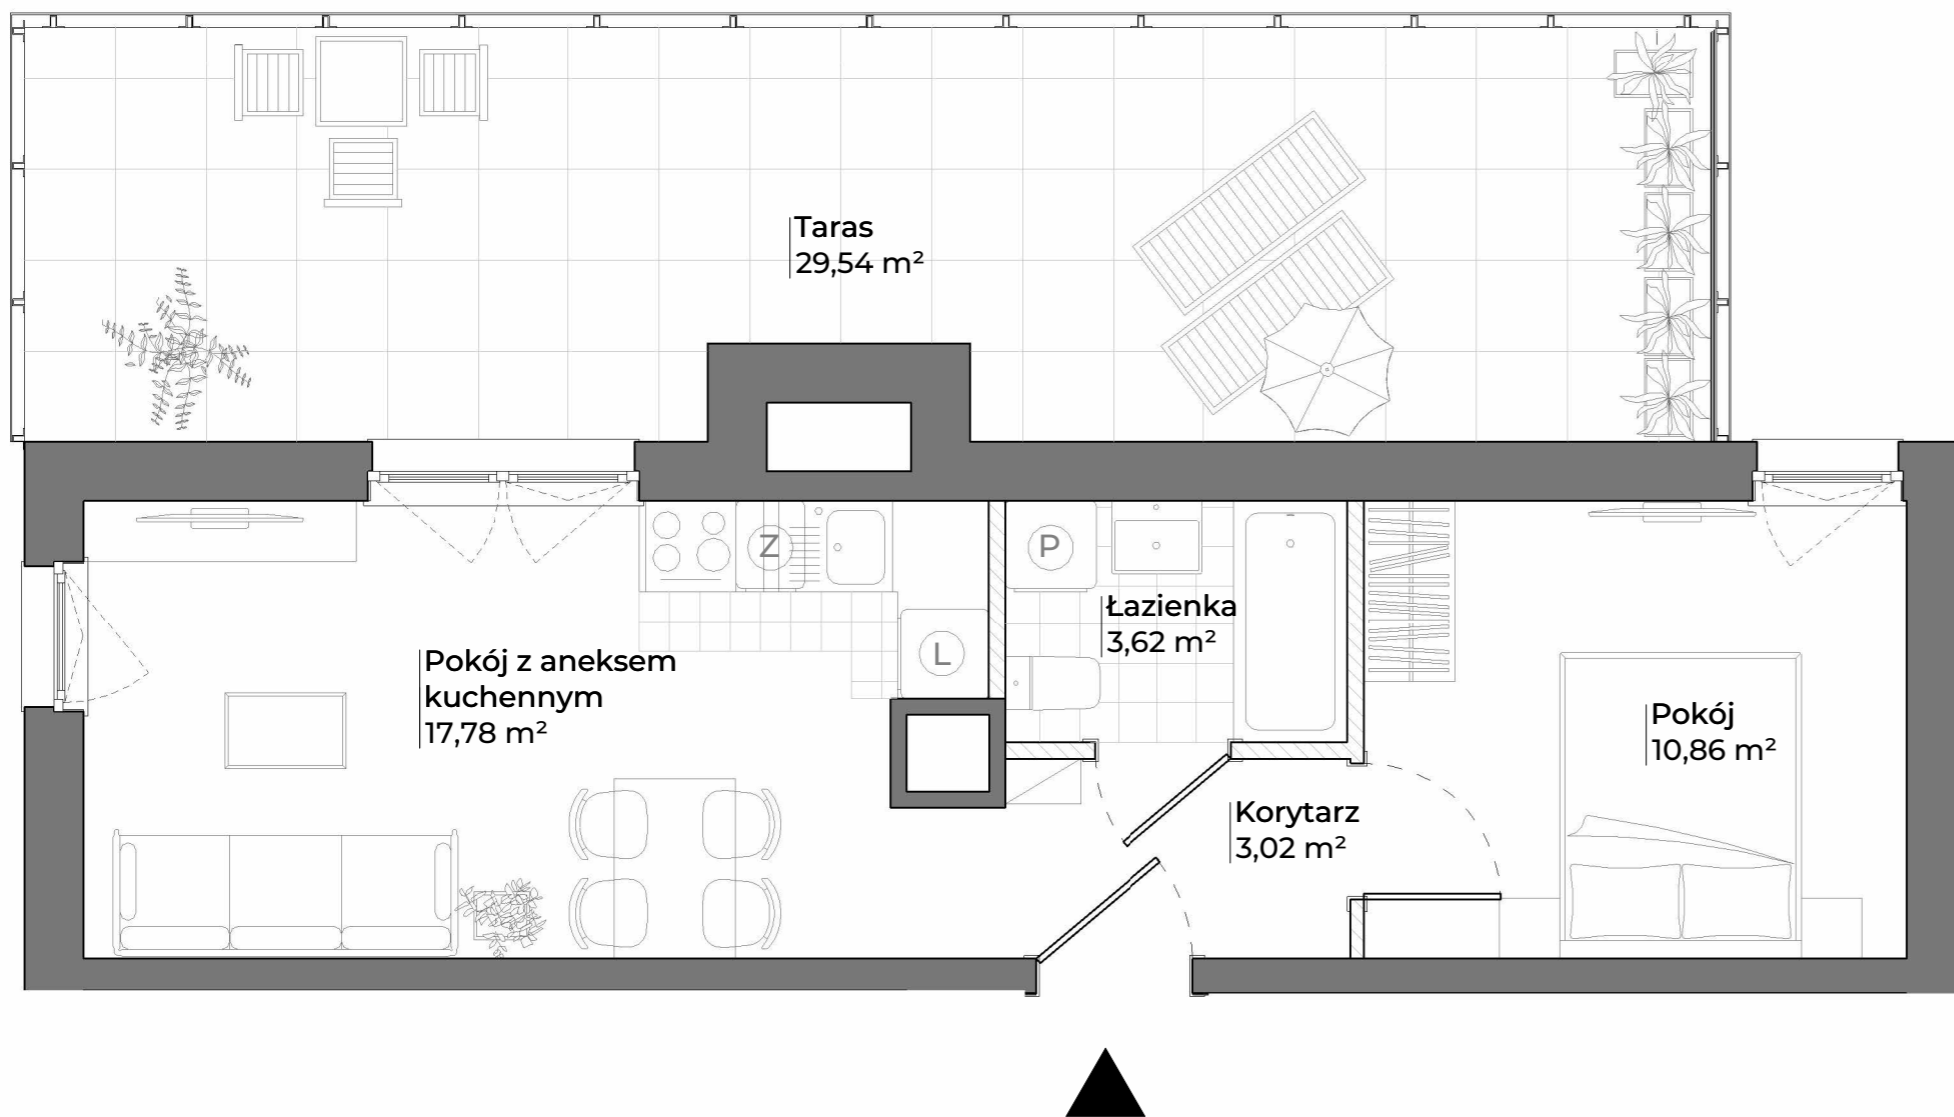 Taras
29,54 m²
Z
P
Łazienka
3,62 m²
L
Pokój z aneksem
kuchennym
17,78 m²
Pokój
10,86 m²
Korytarz
3,02 m²